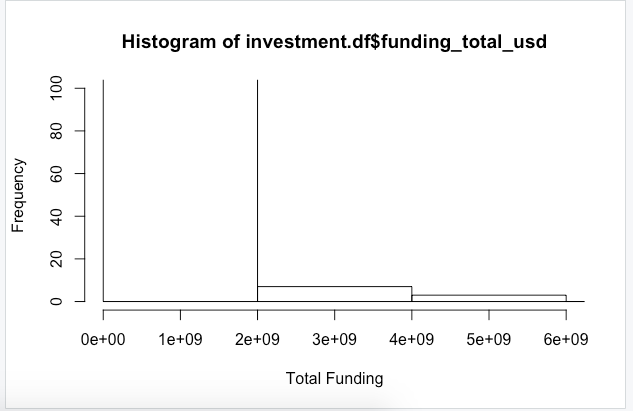 Histogram of investment.df$funding_total_usd
Frequency
100
80
60
40
20
0
0e+00 1e+09 2e+09 3e+09 4e+09 5e+09 6e+09
Total Funding